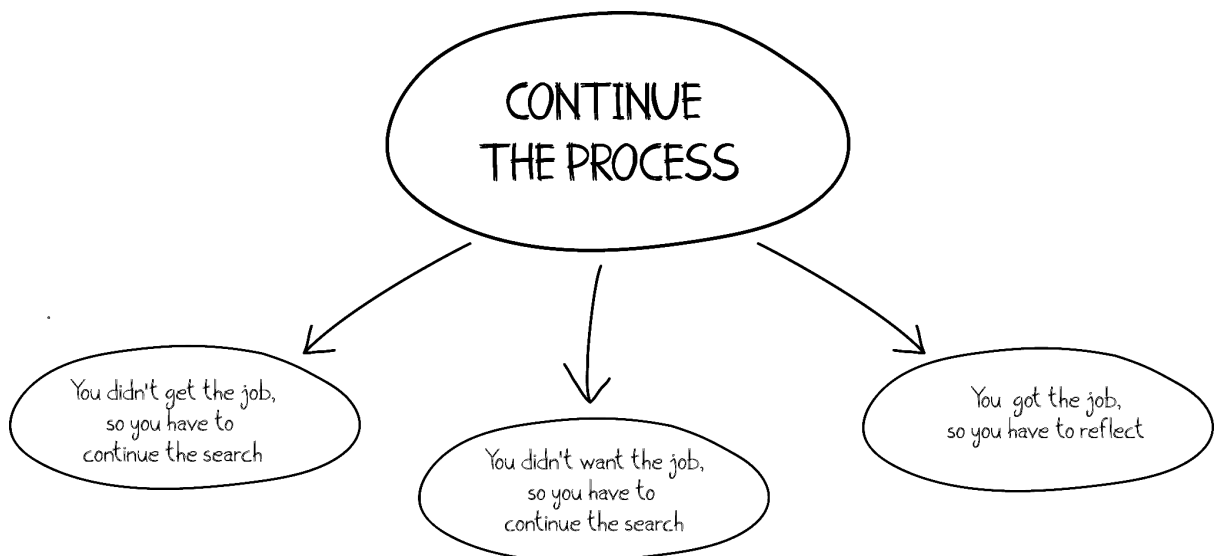 CONTINUE
THE PROCESS
You didn't get the job,
so you have to
continue the search
You didn't want the job,
so you have to
continue the search
You got the job,
so you have to reflect